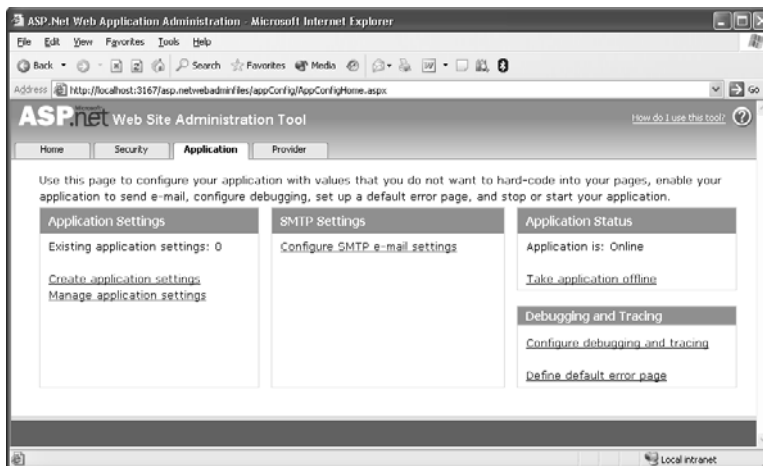 ASP.Net Web Application Administration - Microsoft Internet Explorer
File Edit View Favorites Tools Help
Back Search Favorites Media
Address http://localhost:3167/asp.netwebadminfiles/appConfig/AppConfigHome.aspx Go
Microsoft
ASP.net Web Site Administration Tool How do I use this tool? ?
Home Security Application Provider
Use this page to configure your application with values that you do not want to hard-code into your pages, enable your
application to send e-mail, configure debugging, set up a default error page, and stop or start your application.
Application Settings
Existing application settings: 0
Create application settings
Manage application settings
SMTP Settings
Configure SMTP e-mail settings
Application Status
Application is: Online
Take application offline
Debugging and Tracing
Configure debugging and tracing
Define default error page
Local intranet